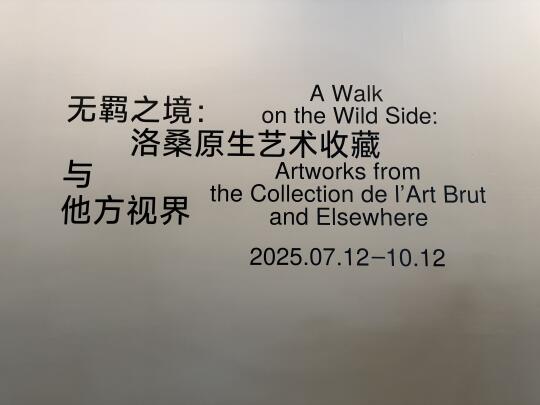 无羁之境：
洛桑原生艺术收藏
与
他方视界
A Walk
on the Wild Side:
Artworks from
the Collection de l'Art Brut
and Elsewhere
2025.07.12–10.12